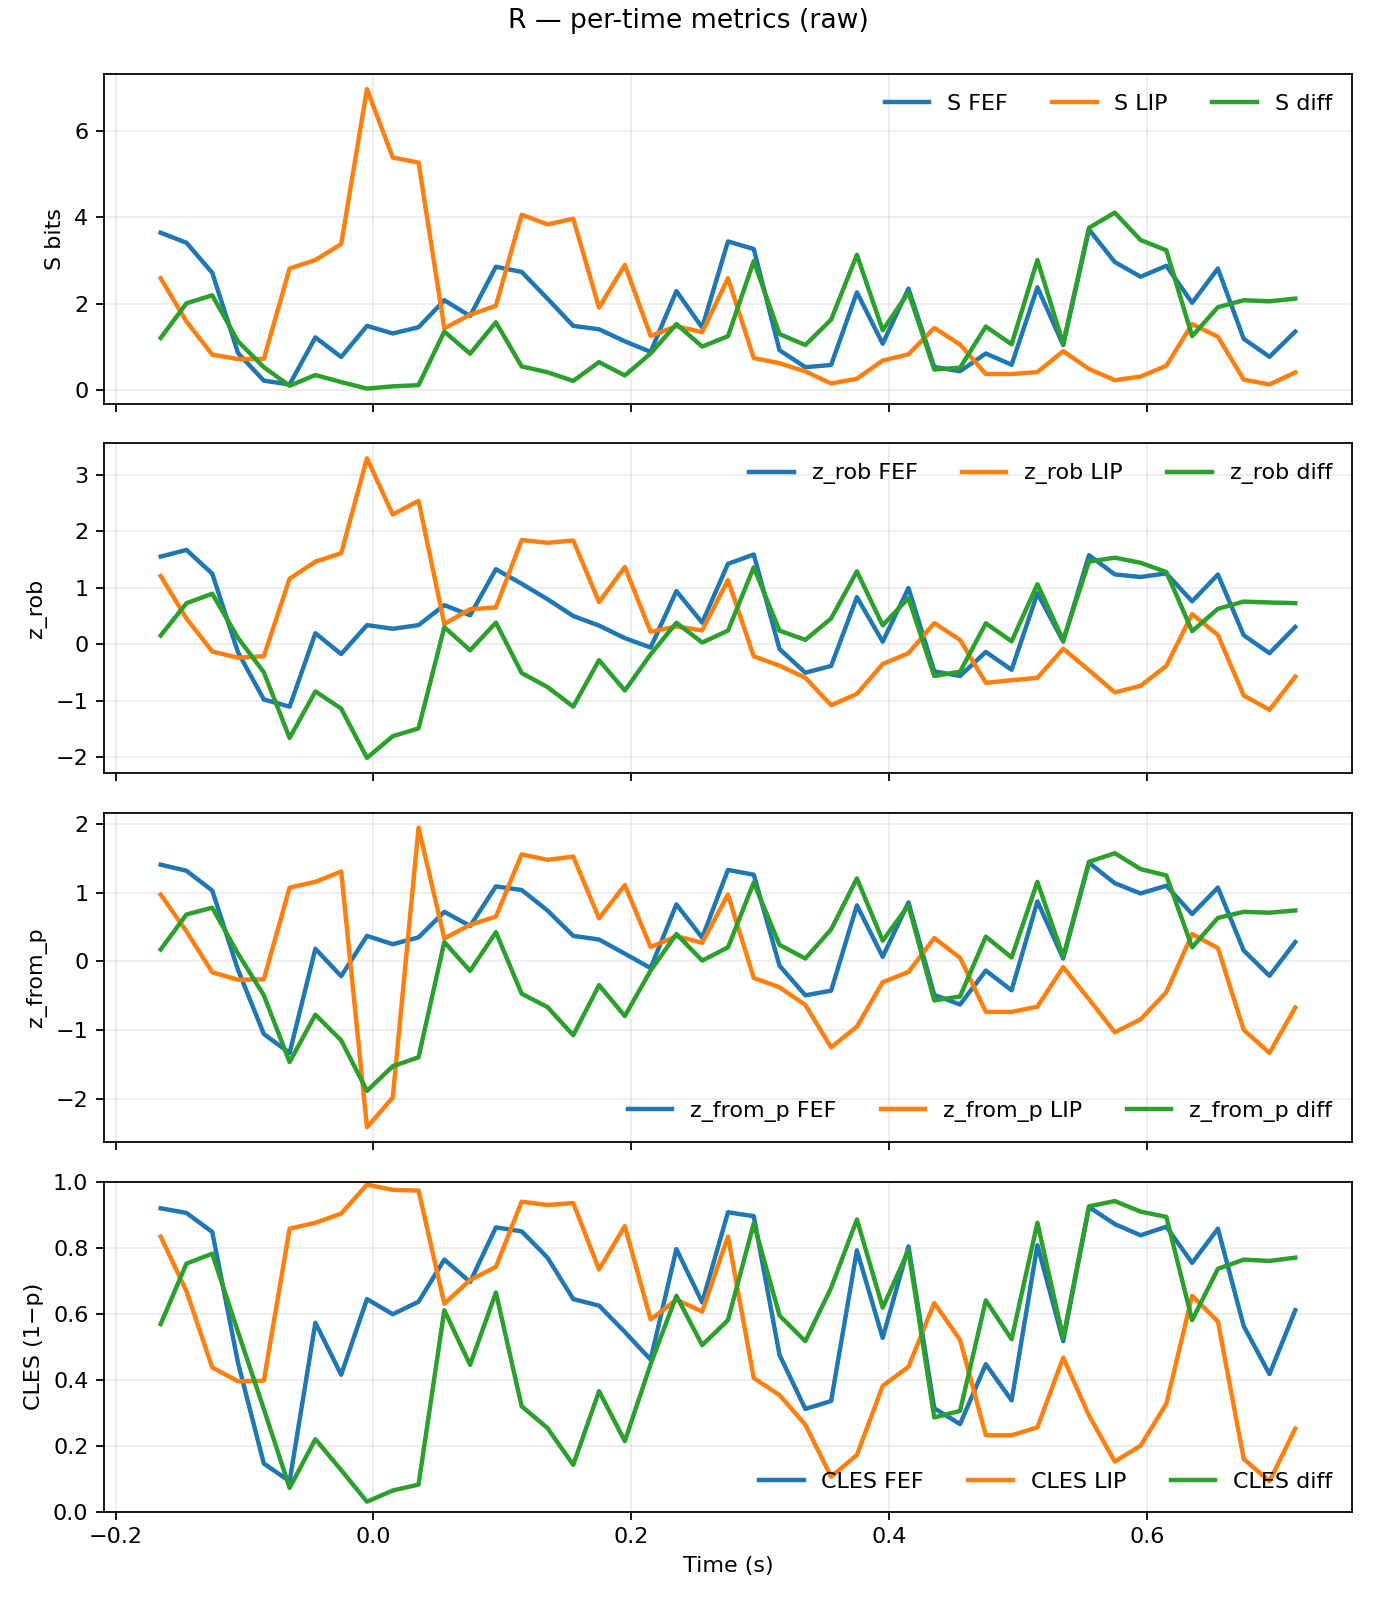 R — per-time metrics (raw)
S FEF S LIP S diff
S bits
6
4
2
0
z_rob FEF z_rob LIP z_rob diff
z_rob
3
2
1
0
−1
−2
z_from_p
2
1
0
−1
−2
z_from_p FEF z_from_p LIP z_from_p diff
CLES (1−p)
1.0
0.8
0.6
0.4
0.2
0.0
CLES FEF CLES LIP CLES diff
−0.2 0.0 0.2 0.4 0.6
Time (s)